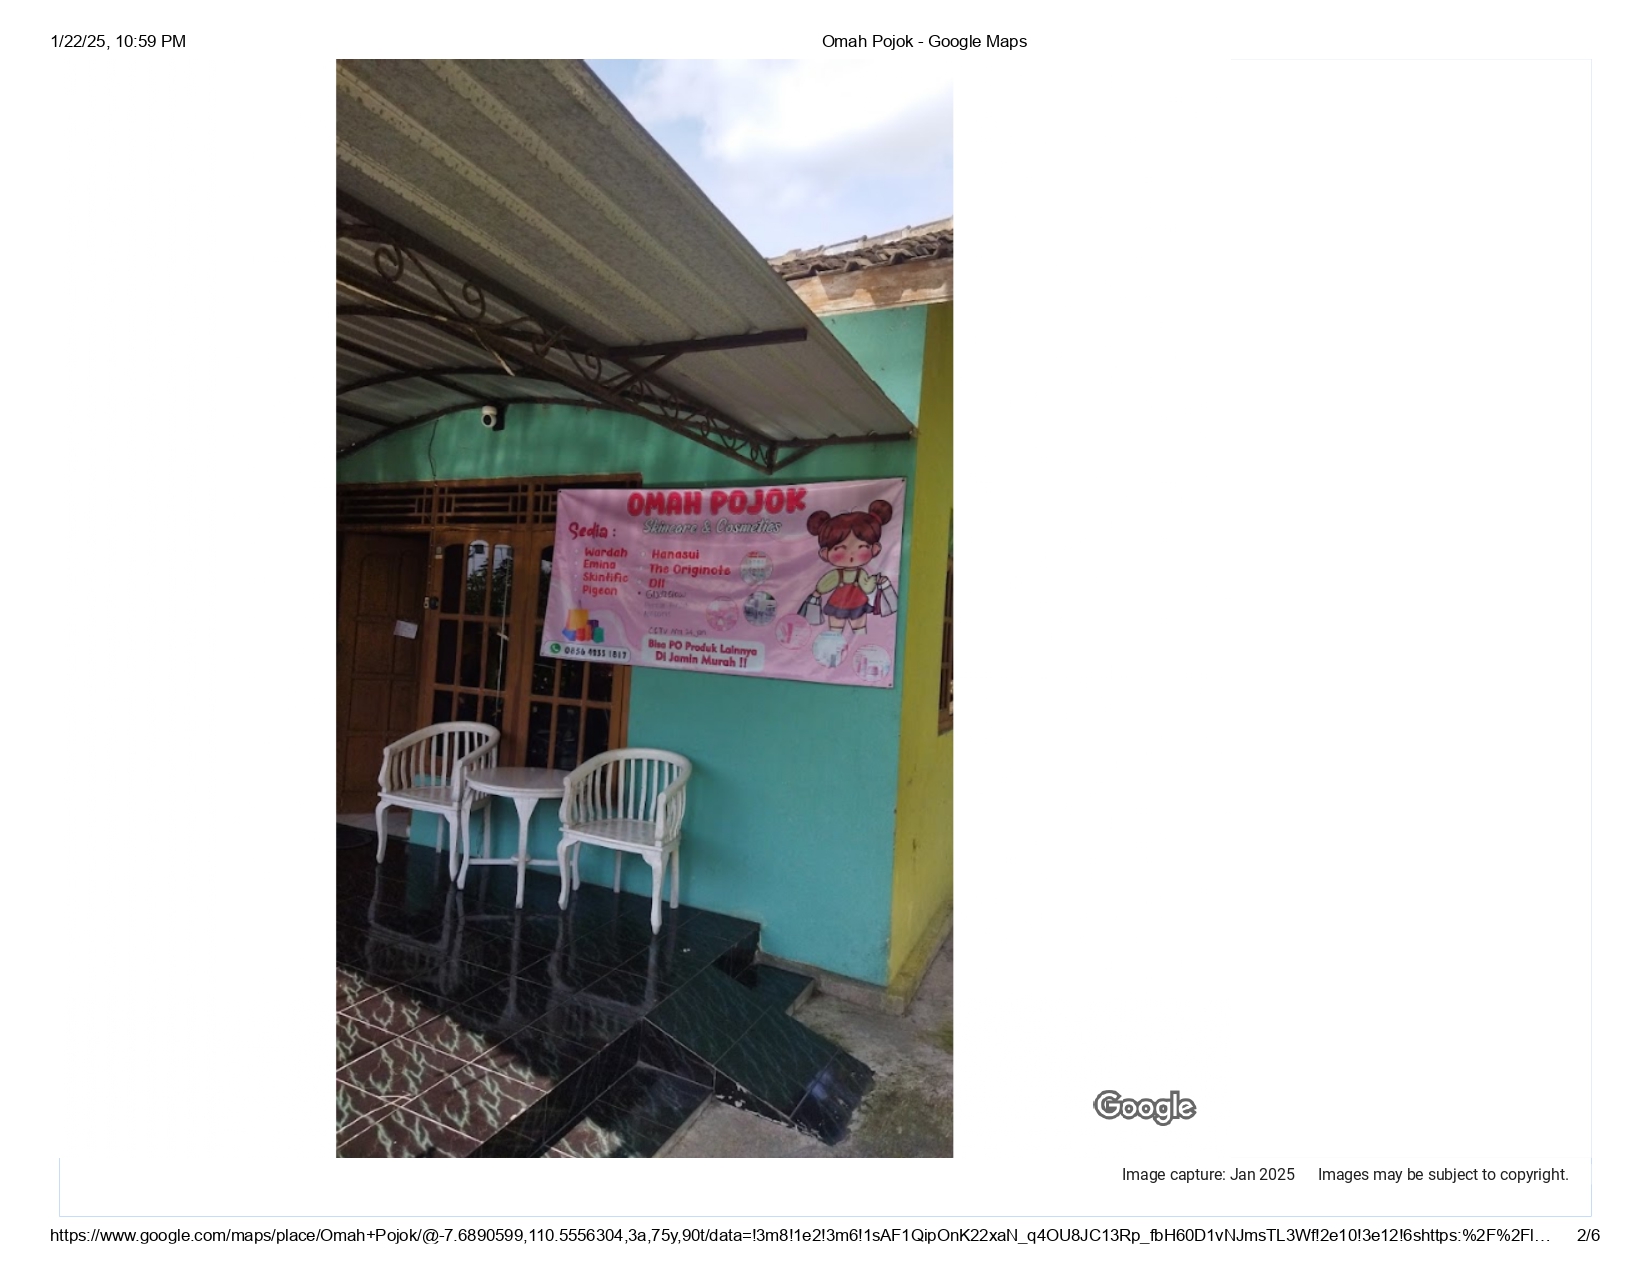 1/22/25, 10:59 PM
Omah Pojok - Google Maps
OMAH POJOK
Skincare & Cosmetics
Sedia :
Wardah
Emina
Skintific
Pigeon
Hanasui
The Originote
Dll
Bisa PO Produk Lainnya
Di Jamin Murah !!
Google
Image capture: Jan 2025 Images may be subject to copyright.
https://www.google.com/maps/place/Omah+Pojok/@-7.6890599,110.5556304,3a,75y,90t/data=!3m8!1e2!3m6!1sAF1QipOnK22xaN_q4OU8JC13Rp_fbH60D1vNJmsTL3Wf!2e10!3e12!6shttps:%2F%2Fl…
2/6